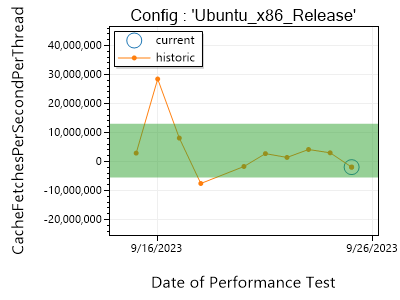 Config : 'Ubuntu_x86_Release'
current
historic
CacheFetchesPerSecondPerThread
40,000,000
30,000,000
20,000,000
10,000,000
0
-10,000,000
-20,000,000
9/16/2023
9/26/2023
Date of Performance Test